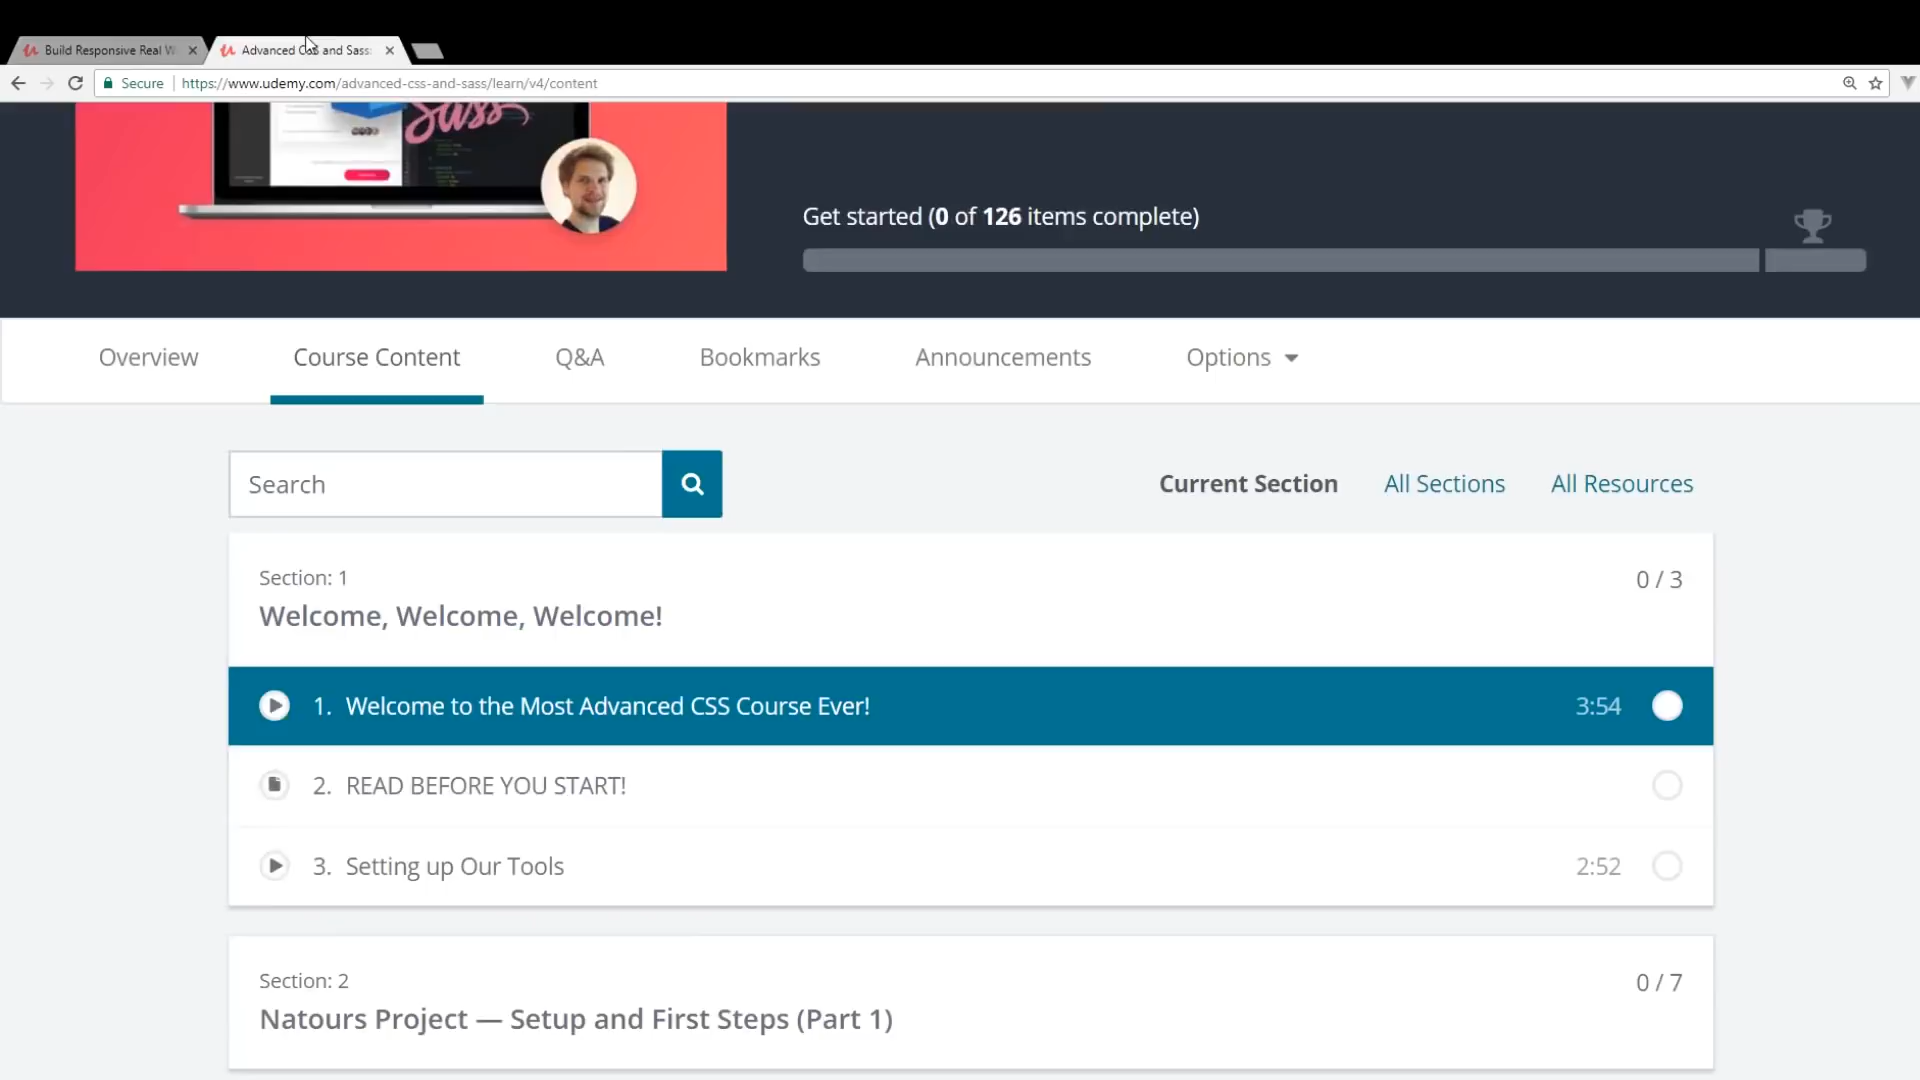 Build Responsive Real W
Advanced CSS and Sass:
Secure
https://www.udemy.com/advanced-css-and-sass/learn/v4/content
Sass
Get started (0 of 126 items complete)
Overview
Course Content
Q&A
Bookmarks
Announcements
Options
Search
Current Section
All Sections
All Resources
Section: 1
0 / 3
Welcome, Welcome, Welcome!
1. Welcome to the Most Advanced CSS Course Ever!
3:54
2. READ BEFORE YOU START!
3. Setting up Our Tools
2:52
Section: 2
0 / 7
Natours Project — Setup and First Steps (Part 1)